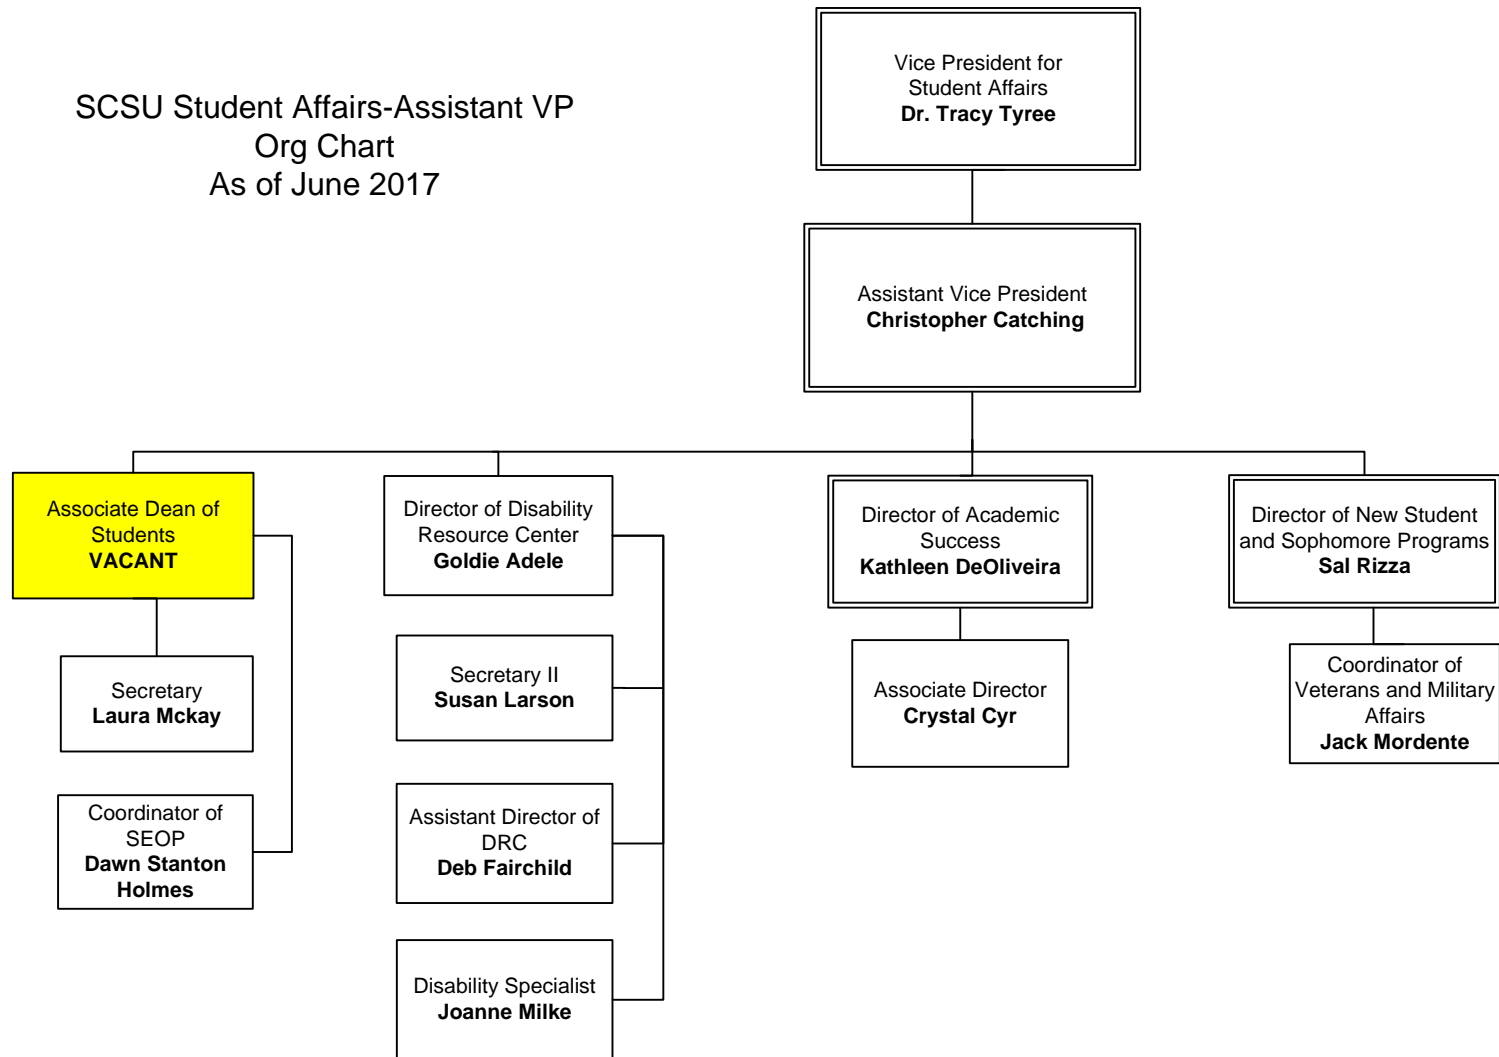 SCSU Student Affairs-Assistant VP
Org Chart
As of June 2017
Vice President for
Student Affairs
Dr. Tracy Tyree
Assistant Vice President
Christopher Catching
Associate Dean of
Students
VACANT
Secretary
Laura Mckay
Coordinator of
SEOP
Dawn Stanton
Holmes
Director of Disability
Resource Center
Goldie Adele
Secretary II
Susan Larson
Assistant Director of
DRC
Deb Fairchild
Disability Specialist
Joanne Milke
Director of Academic
Success
Kathleen DeOliveira
Associate Director
Crystal Cyr
Director of New Student
and Sophomore Programs
Sal Rizza
Coordinator of
Veterans and Military
Affairs
Jack Mordente